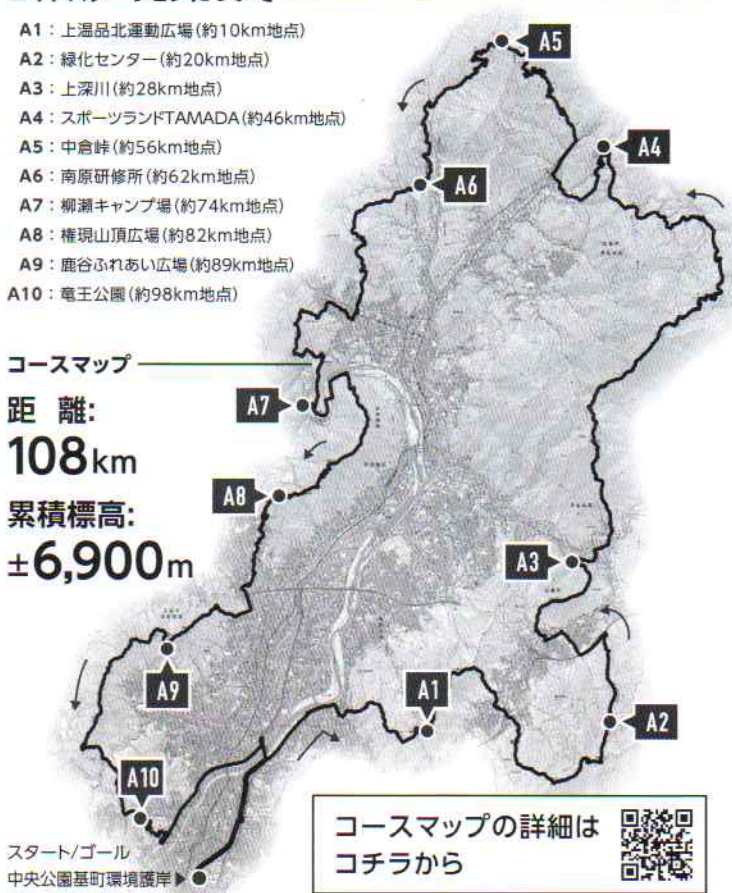 A1：上温品北運動広場(約10km地点)
A2：緑化センター(約20km地点)
A3：上深川(約28km地点)
A4：スポーツランドTAMADA(約46km地点)
A5：中倉峠(約56km地点)
A6：南原研修所(約62km地点)
A7：柳瀬キャンプ場(約74km地点)
A8：権現山頂広場(約82km地点)
A9：鹿谷ふれあい広場(約89km地点)
A10：竜王公園(約98km地点)
コースマップ
距 離:
108km
累積標高:
±6,900m
A5
A4
A6
A7
A8
A3
A9
A1
A2
A10
スタート/ゴール
中央公園基町環境護岸▶
コースマップの詳細は
コチラから